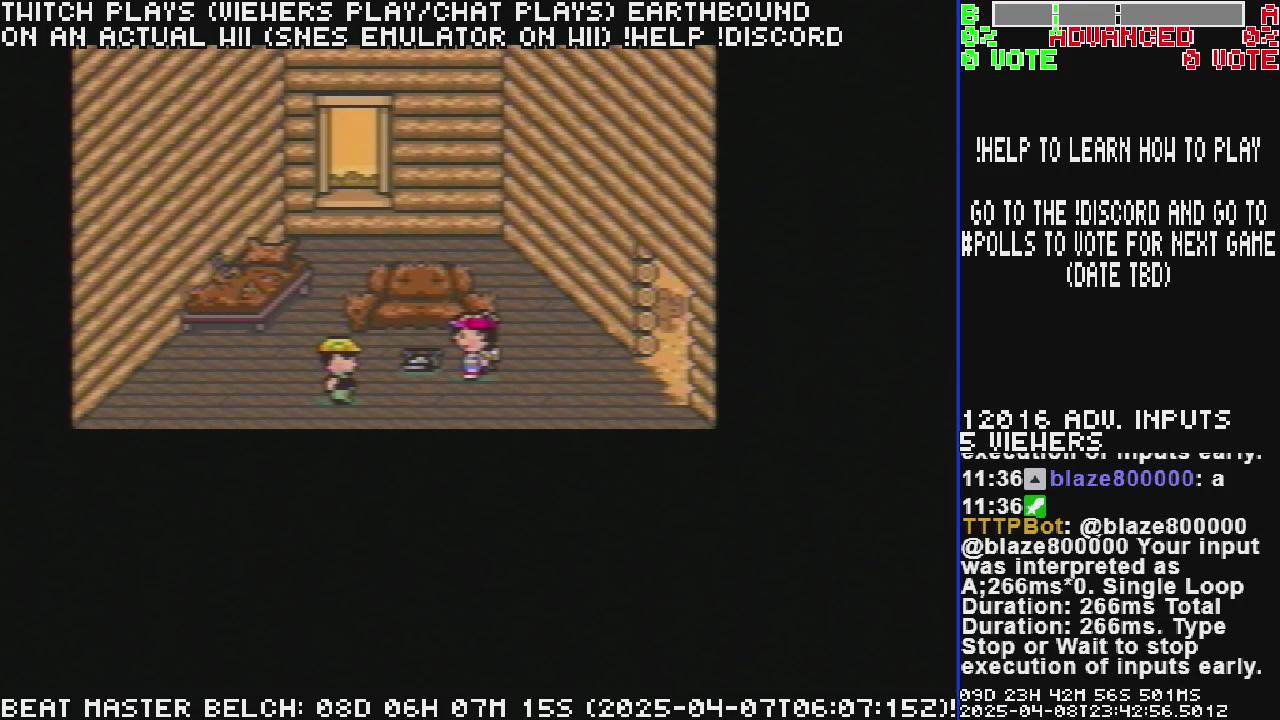 TWITCH PLAYS (VIEWERS PLAY/CHAT PLAYS) EARTHBOUND
ON AN ACTUAL WII (SNES EMULATOR ON WII) !HELP !DISCORD
B A
0% ADVANCED 0%
0 VOTE 0 VOTE
!HELP TO LEARN HOW TO PLAY
GO TO THE !DISCORD AND GO TO
#POLLS TO VOTE FOR NEXT GAME
(DATE TBD)
12016 ADV. INPUTS
5 VIEWERS
execution of inputs early.
11:36 blaze800000: a
11:36
TTTPBot: @blaze800000
@blaze800000 Your input
was interpreted as
A;266ms*0. Single Loop
Duration: 266ms Total
Duration: 266ms. Type
Stop or Wait to stop
execution of inputs early.
BEAT MASTER BELCH: 08D 06H 07M 15S (2025-04-07T06:07:15Z)!
09D 23H 42M 56S 501MS
2025-04-08T23:42:56.501Z